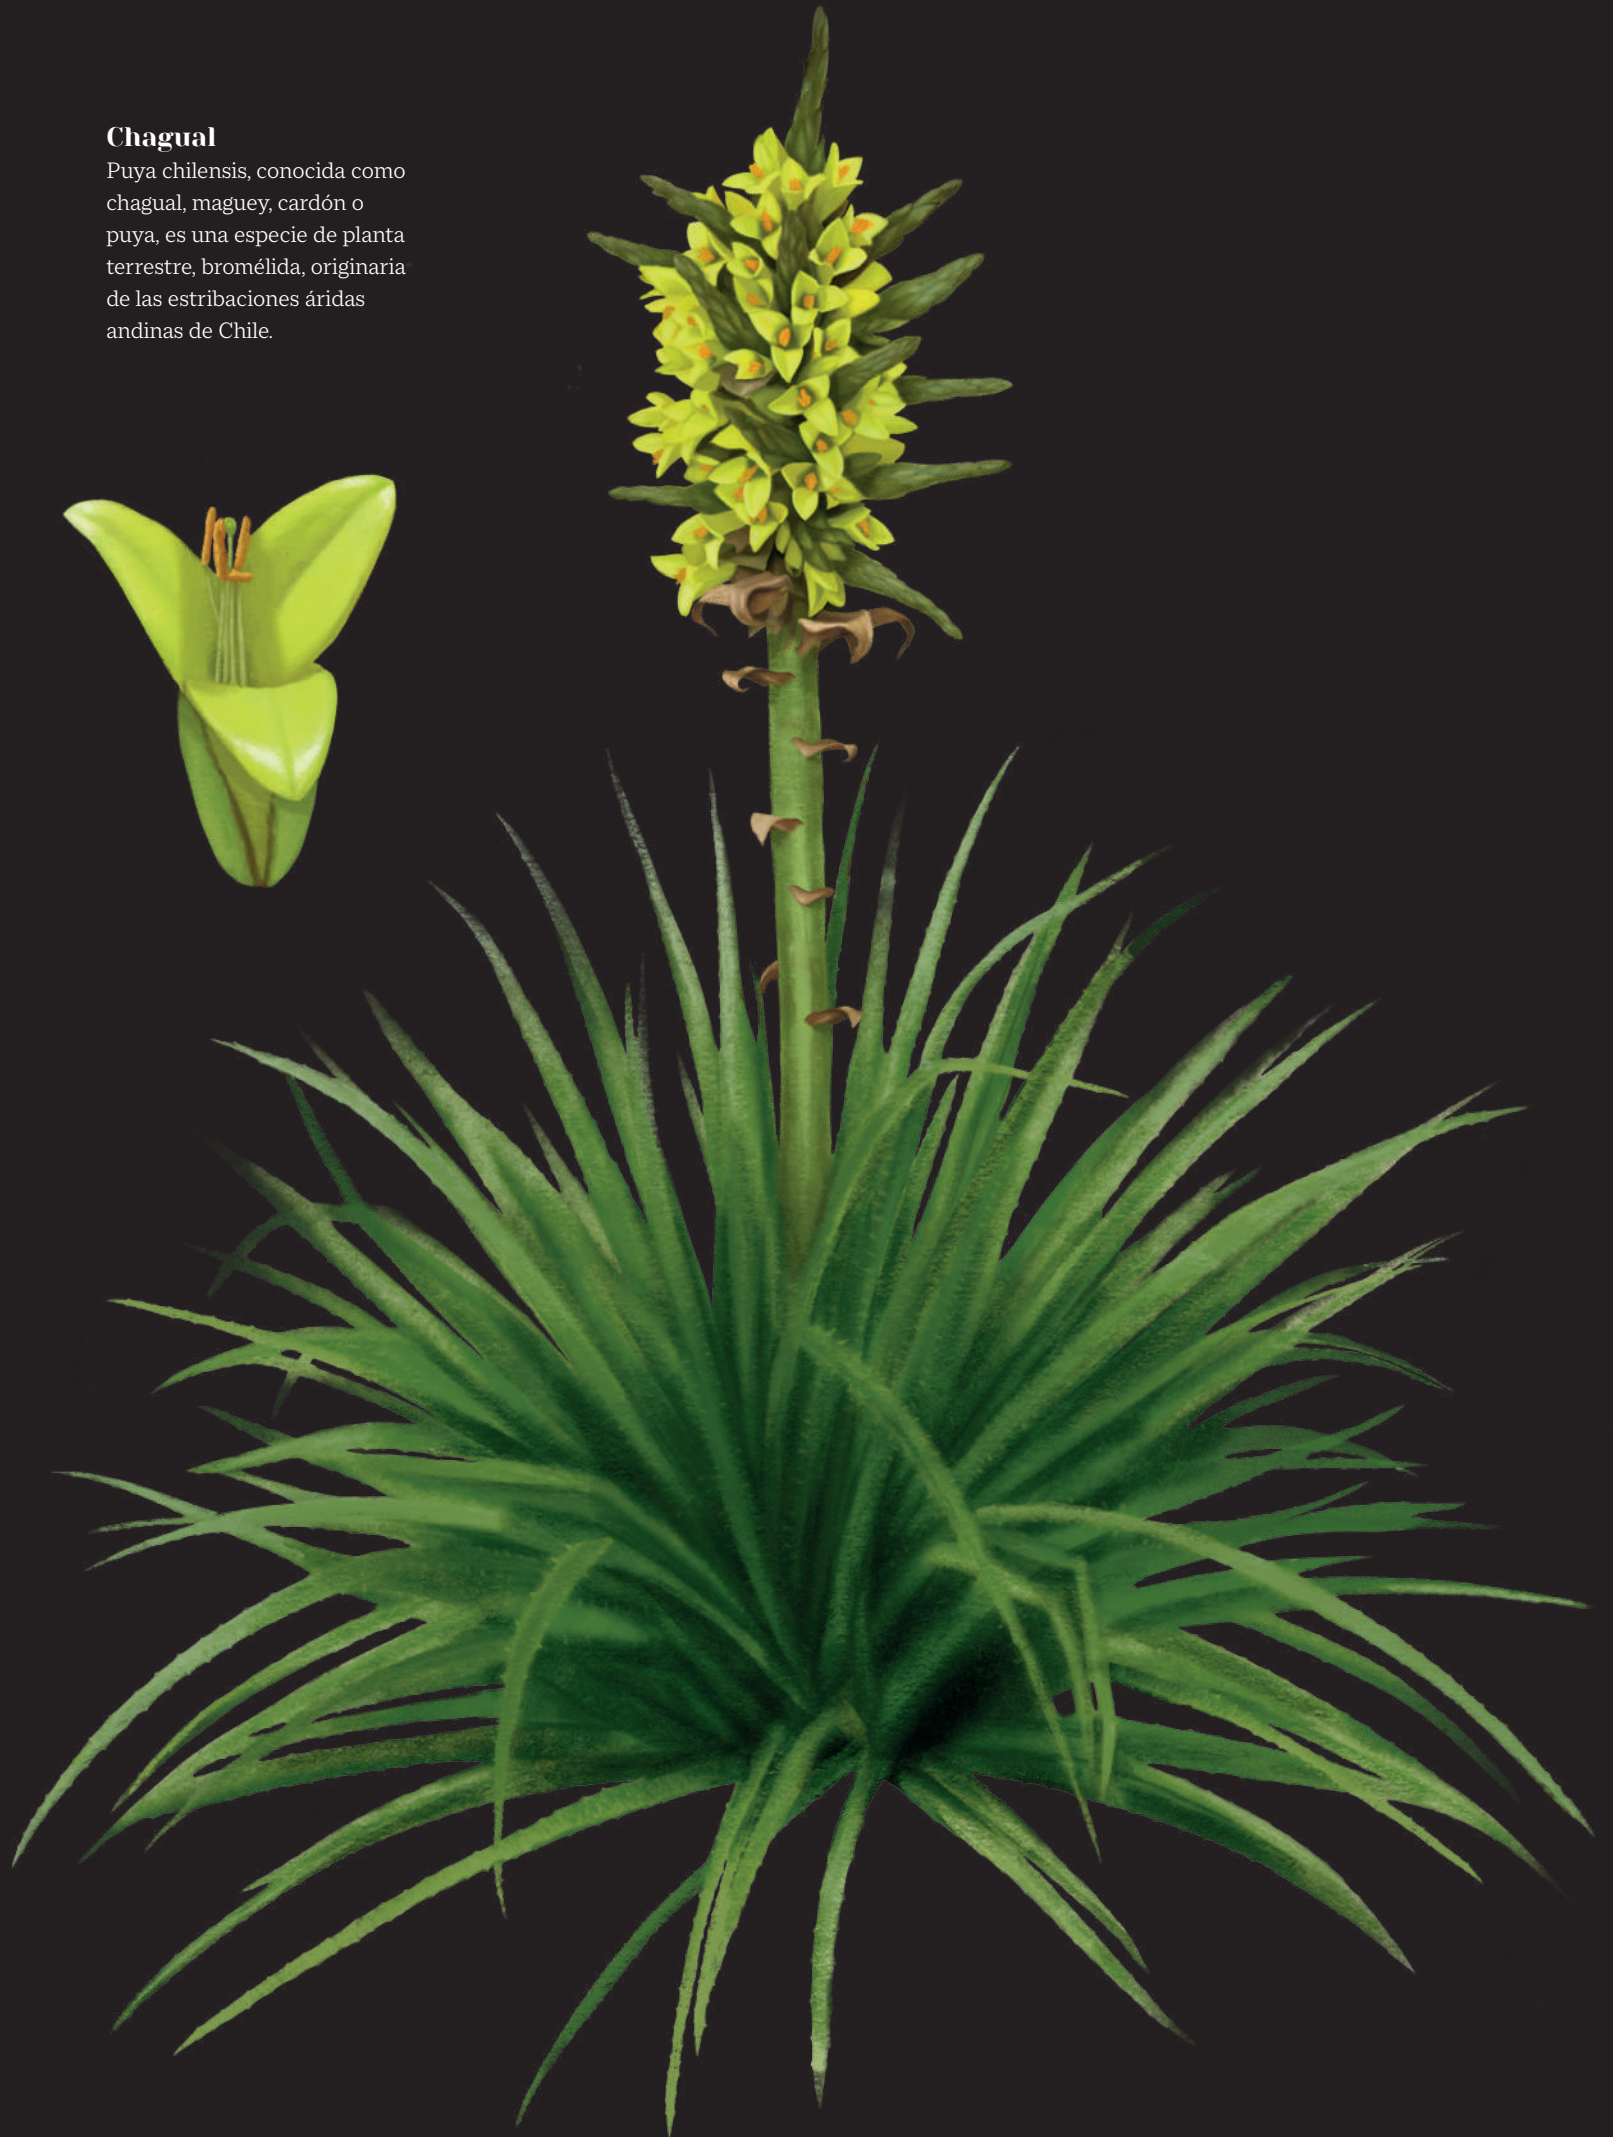 Chagual
Puya chilensis, conocida como
chagual, maguey, cardón o
puya, es una especie de planta
terrestre, bromélida, originaria
de las estribaciones áridas
andinas de Chile.